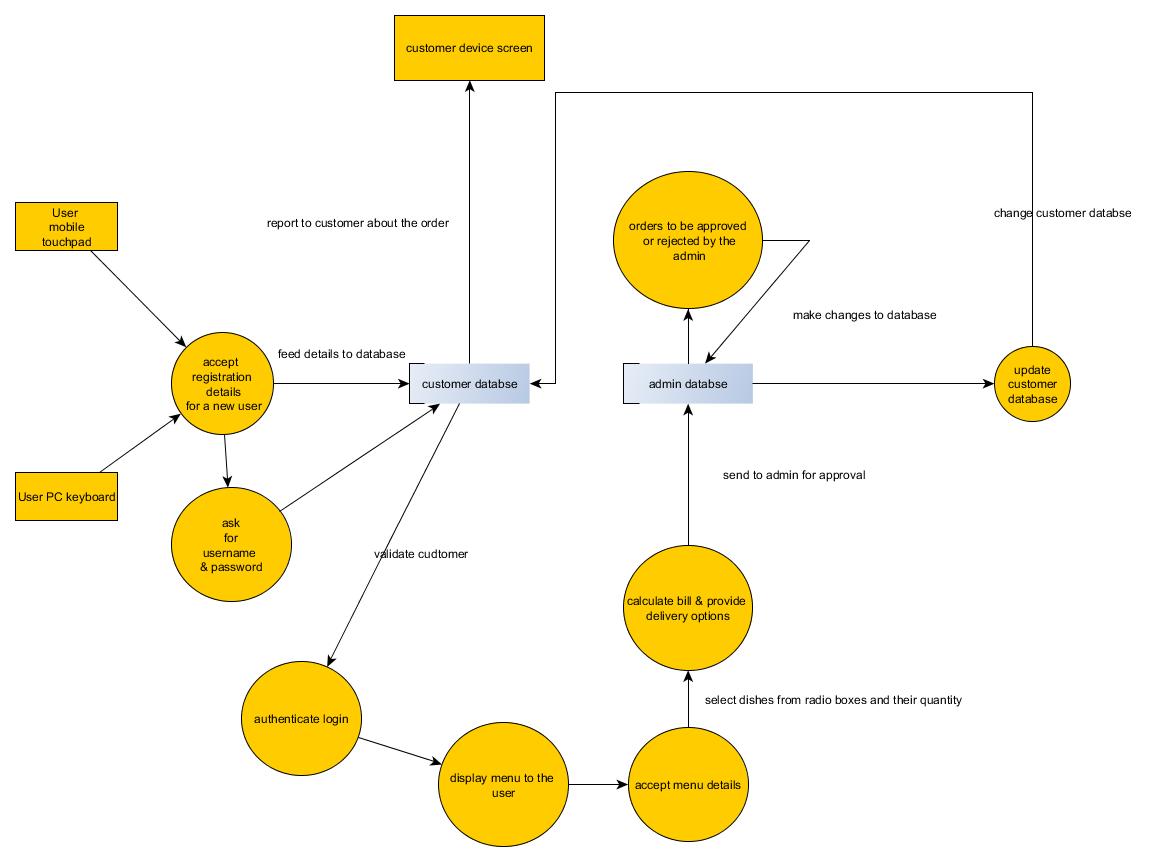 customer device screen
User
mobile
touchpad
change customer databse
report to customer about the order
orders to be approved
or rejected by the
admin
make changes to database
accept
registration
details
for a new user
feed details to database
customer databse
admin databse
update
customer
database
User PC keyboard
ask
for
username
& password
send to admin for approval
validate cudtomer
calculate bill & provide
delivery options
select dishes from radio boxes and their quantity
authenticate login
display menu to the
user
accept menu details